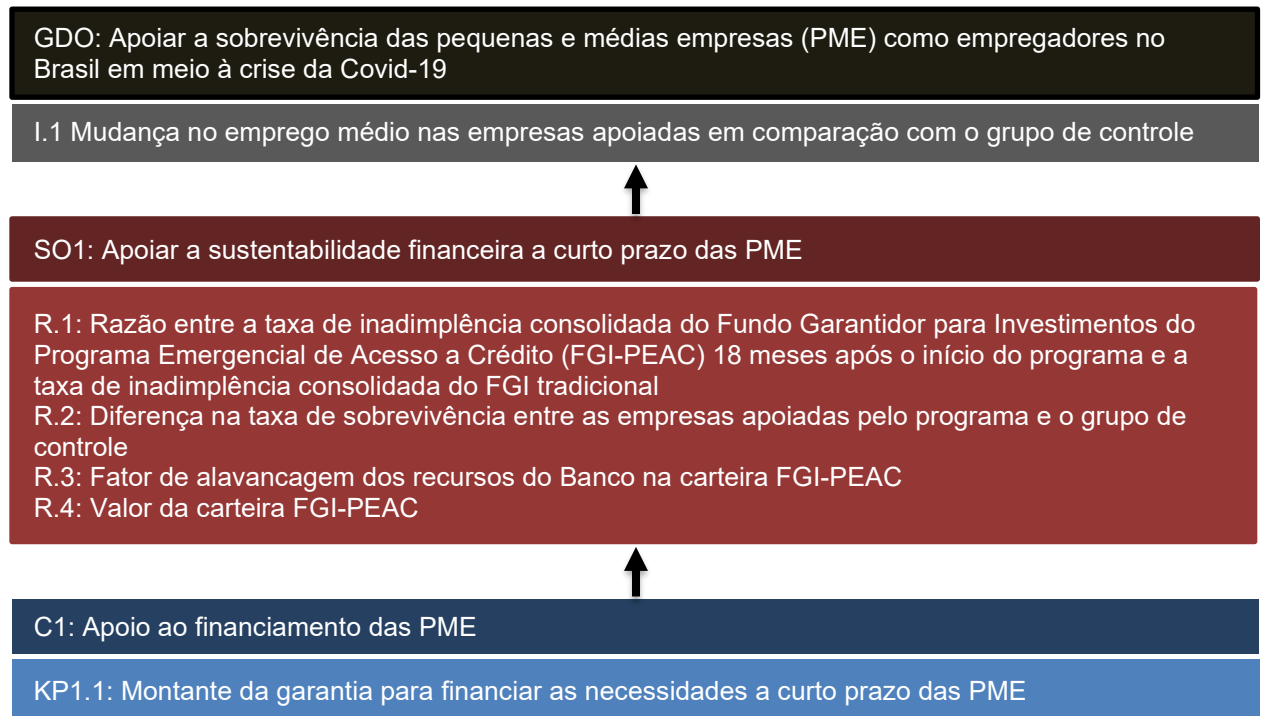 GDO: Apoiar a sobrevivência das pequenas e médias empresas (PME) como empregadores no
Brasil em meio à crise da Covid-19
I.1 Mudança no emprego médio nas empresas apoiadas em comparação com o grupo de controle
SO1: Apoiar a sustentabilidade financeira a curto prazo das PME
R.1: Razão entre a taxa de inadimplência consolidada do Fundo Garantidor para Investimentos do
Programa Emergencial de Acesso a Crédito (FGI-PEAC) 18 meses após o início do programa e a
taxa de inadimplência consolidada do FGI tradicional
R.2: Diferença na taxa de sobrevivência entre as empresas apoiadas pelo programa e o grupo de
controle
R.3: Fator de alavancagem dos recursos do Banco na carteira FGI-PEAC
R.4: Valor da carteira FGI-PEAC
C1: Apoio ao financiamento das PME
KP1.1: Montante da garantia para financiar as necessidades a curto prazo das PME